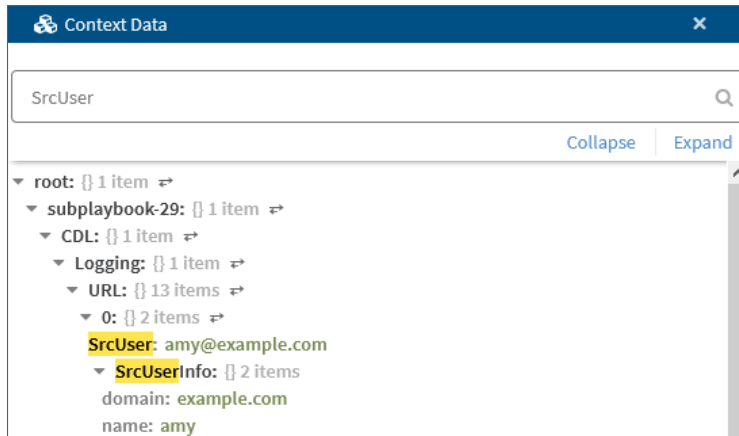 Context Data
SrcUser
Collapse Expand
root: {} 1 item
subplaybook-29: {} 1 item
CDL: {} 1 item
Logging: {} 1 item
URL: {} 13 items
0: {} 2 items
SrcUser: amy@example.com
SrcUserInfo: {} 2 items
domain: example.com
name: amy